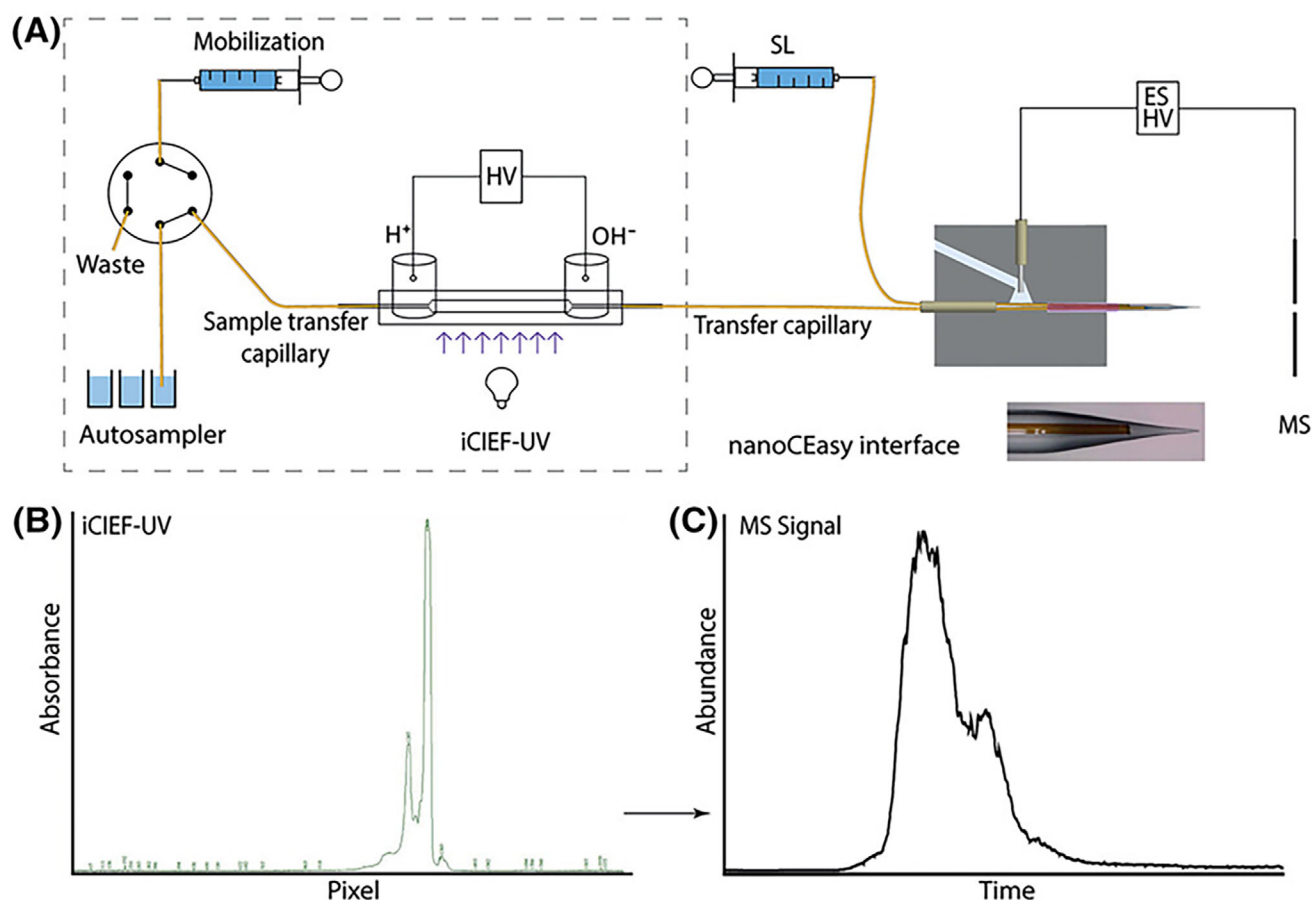 (A)
Mobilization
SL
ES
HV
HV
H+
OH−
Waste
Sample transfer
capillary
Transfer capillary
Autosampler
iCIEF-UV
nanoCEasy interface
MS
(B)
iCIEF-UV
Absorbance
Pixel
(C)
MS Signal
Abundance
Time